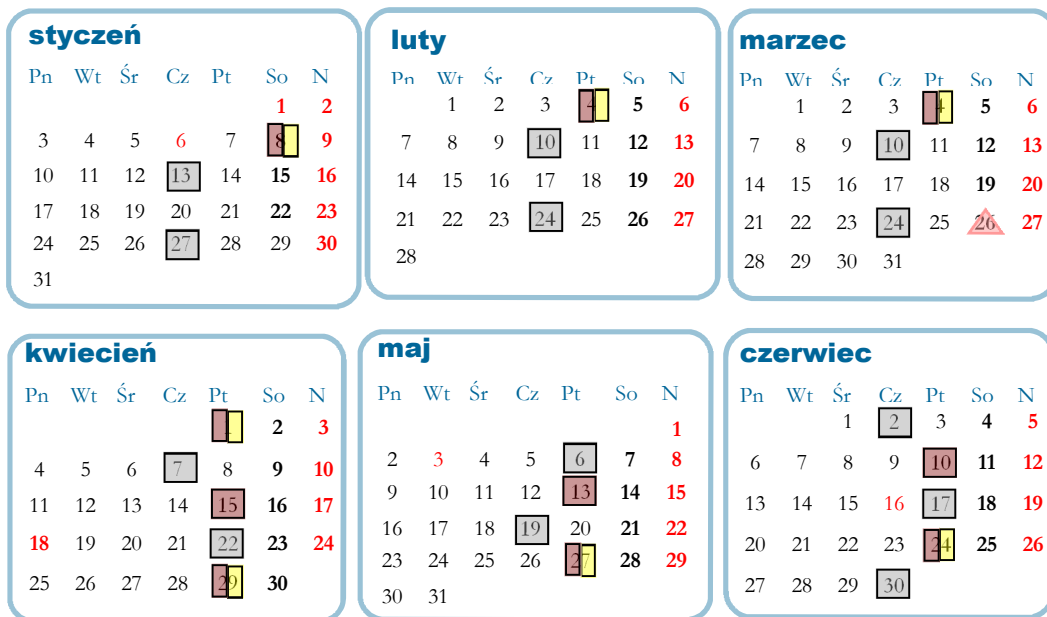 styczeń
Pn Wt Śr Cz Pt So N
1 2
3 4 5 6 7 8 9
10 11 12 13 14 15 16
17 18 19 20 21 22 23
24 25 26 27 28 29 30
31
luty
Pn Wt Śr Cz Pt So N
1 2 3 4 5 6
7 8 9 10 11 12 13
14 15 16 17 18 19 20
21 22 23 24 25 26 27
28
marzec
Pn Wt Śr Cz Pt So N
1 2 3 4 5 6
7 8 9 10 11 12 13
14 15 16 17 18 19 20
21 22 23 24 25 26 27
28 29 30 31
kwiecień
Pn Wt Śr Cz Pt So N
1 2 3
4 5 6 7 8 9 10
11 12 13 14 15 16 17
18 19 20 21 22 23 24
25 26 27 28 29 30
maj
Pn Wt Śr Cz Pt So N
1
2 3 4 5 6 7 8
9 10 11 12 13 14 15
16 17 18 19 20 21 22
23 24 25 26 27 28 29
30 31
czerwiec
Pn Wt Śr Cz Pt So N
1 2 3 4 5
6 7 8 9 10 11 12
13 14 15 16 17 18 19
20 21 22 23 24 25 26
27 28 29 30